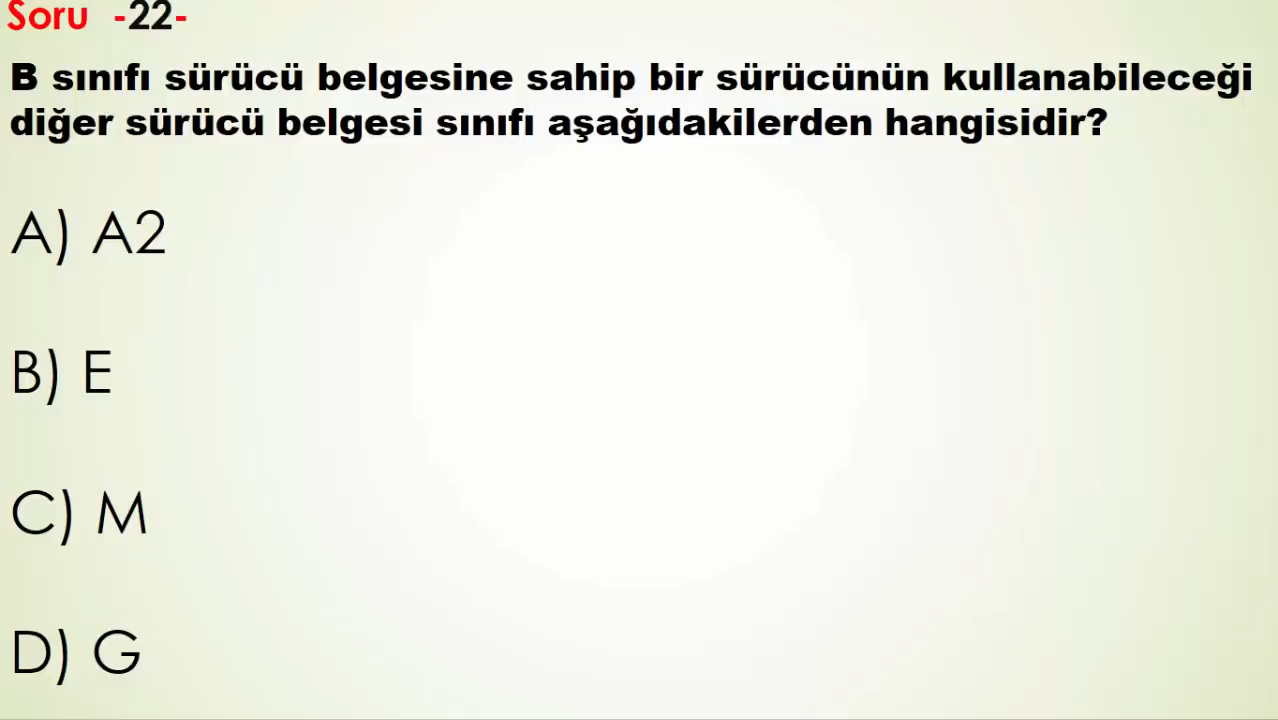 Soru -22-
B sınıfı sürücü belgesine sahip bir sürücünün kullanabileceği
diğer sürücü belgesi sınıfı aşağıdakilerden hangisidir?
A) A2
B) E
C) M
D) G